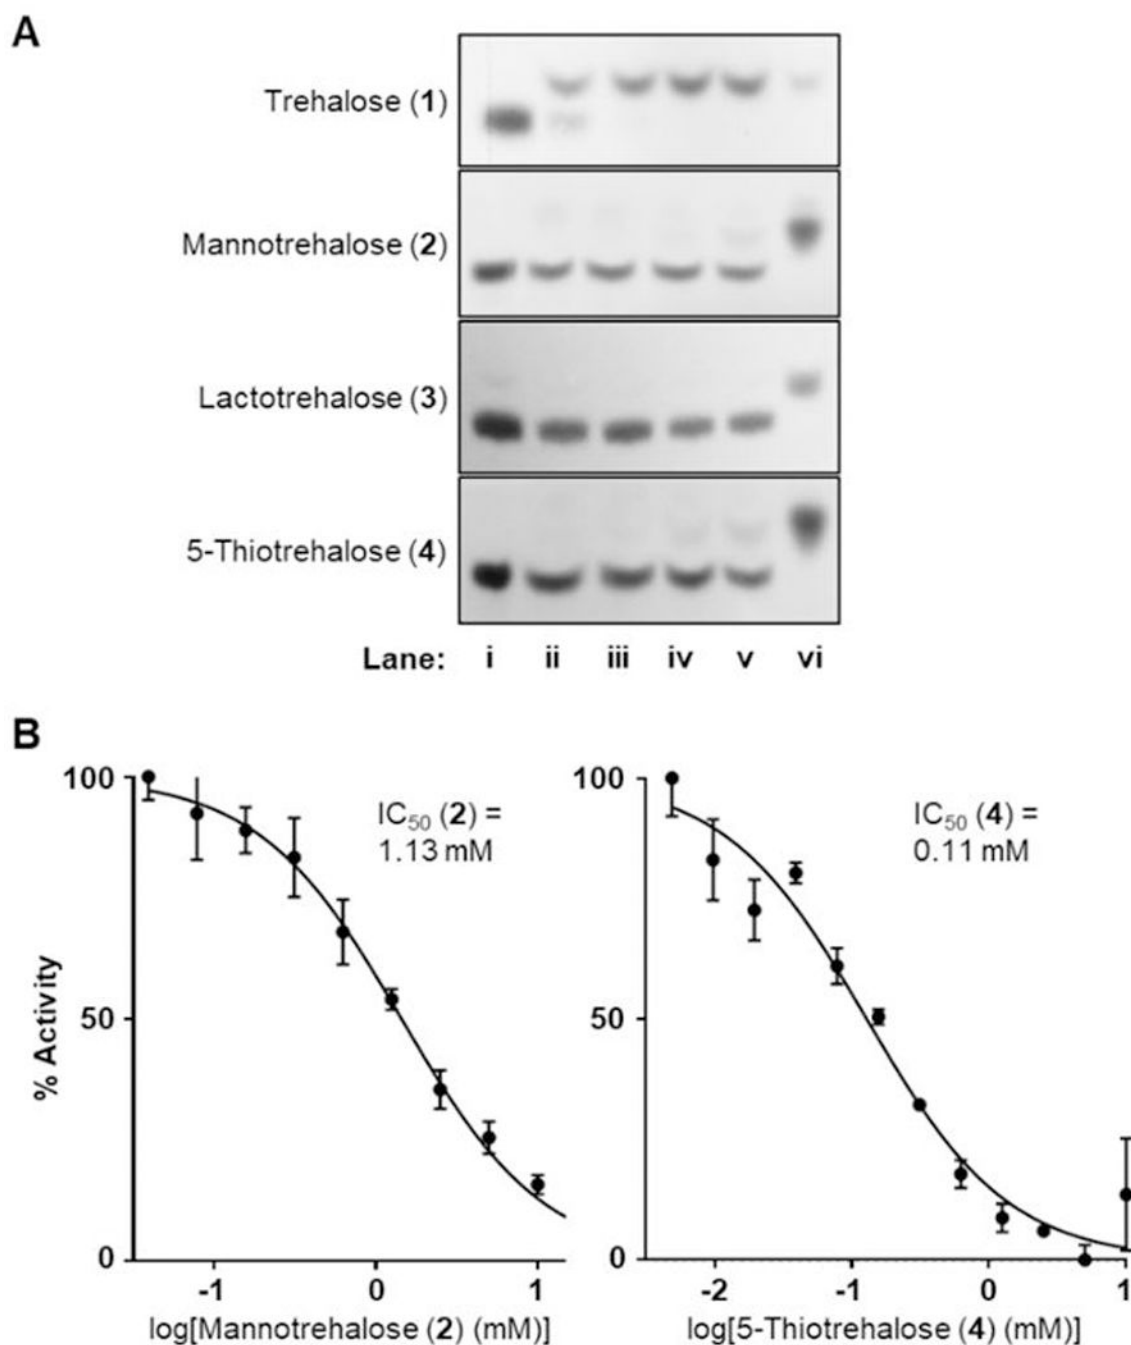 A
Trehalose (1)
Mannotrehalose (2)
Lactotrehalose (3)
5-Thiotrehalose (4)
Lane: i ii iii iv v vi
B
100
50
0
% Activity
IC₅₀ (2) =
1.13 mM
-1 0 1
log[Mannotrehalose (2) (mM)]
100
50
0
IC₅₀ (4) =
0.11 mM
-2 -1 0 1
log[5-Thiotrehalose (4) (mM)]